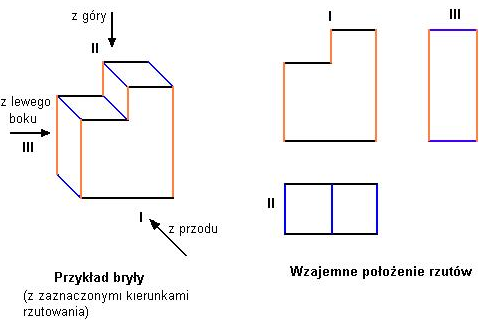 z góry
II
z lewego
boku
III
I
z przodu
Przykład bryły
(z zaznaczonymi kierunkami
rzutowania)
I
III
II
Wzajemne położenie rzutów